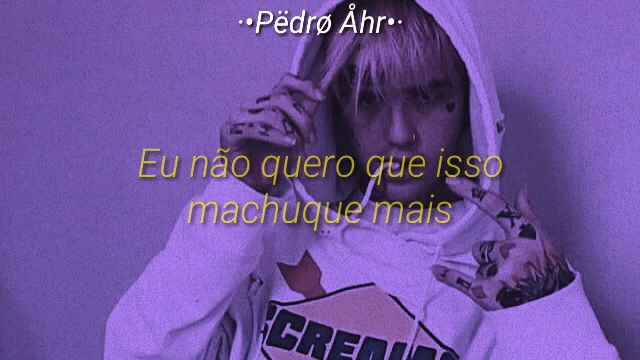 ·•Pëdrø Åhr•·
Eu não quero que isso
machuque mais